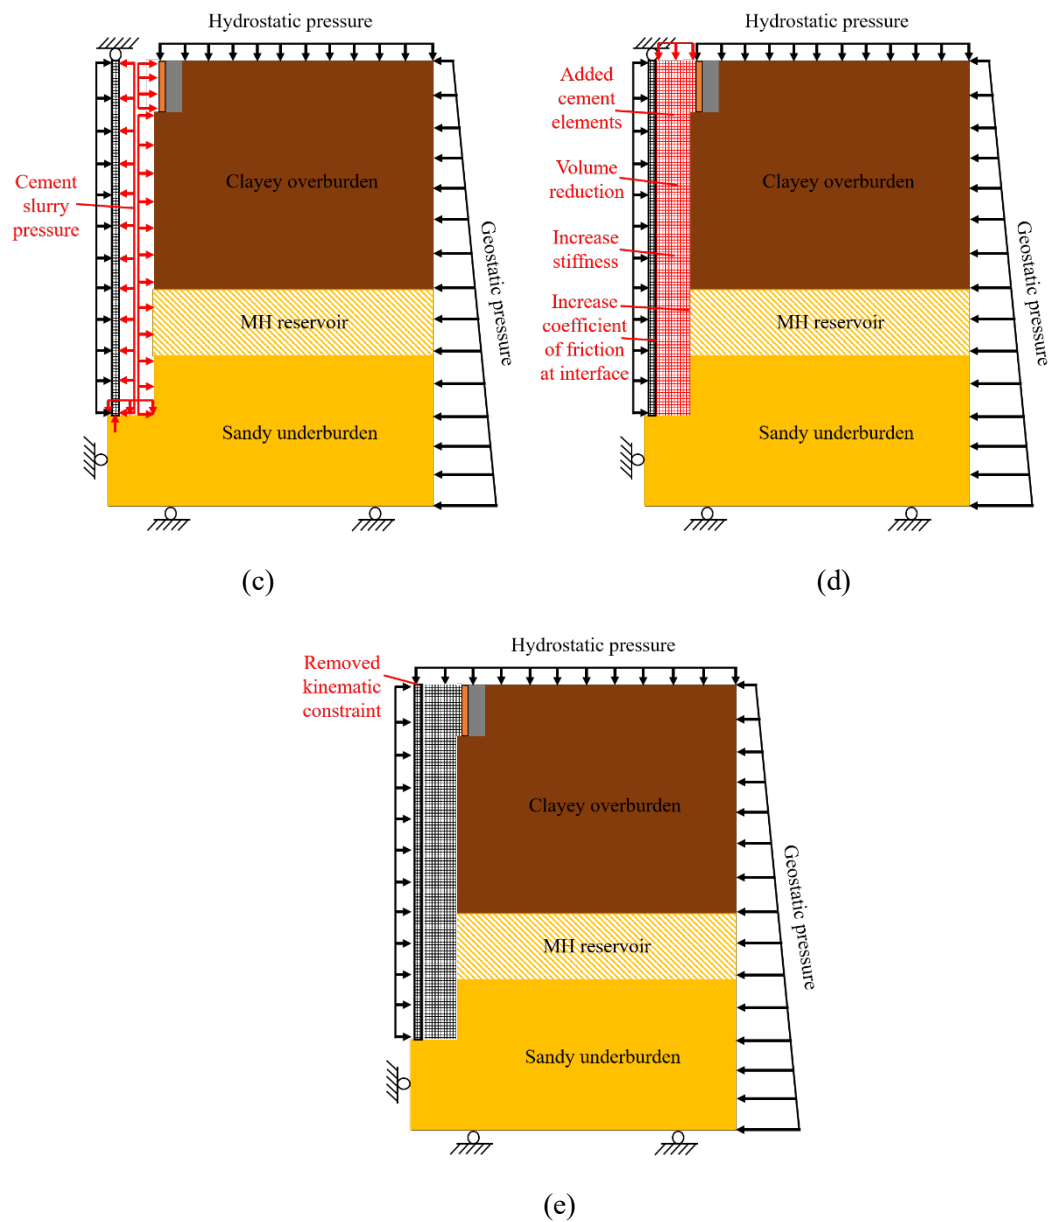 Hydrostatic pressure
Cement
slurry
pressure
Clayey overburden
MH reservoir
Sandy underburden
Geostatic pressure
(c)
Hydrostatic pressure
Added
cement
elements
Volume
reduction
Increase
stiffness
Increase
coefficient
of friction
at interface
Clayey overburden
MH reservoir
Sandy underburden
Geostatic pressure
(d)
Hydrostatic pressure
Removed
kinematic
constraint
Clayey overburden
MH reservoir
Sandy underburden
Geostatic pressure
(e)